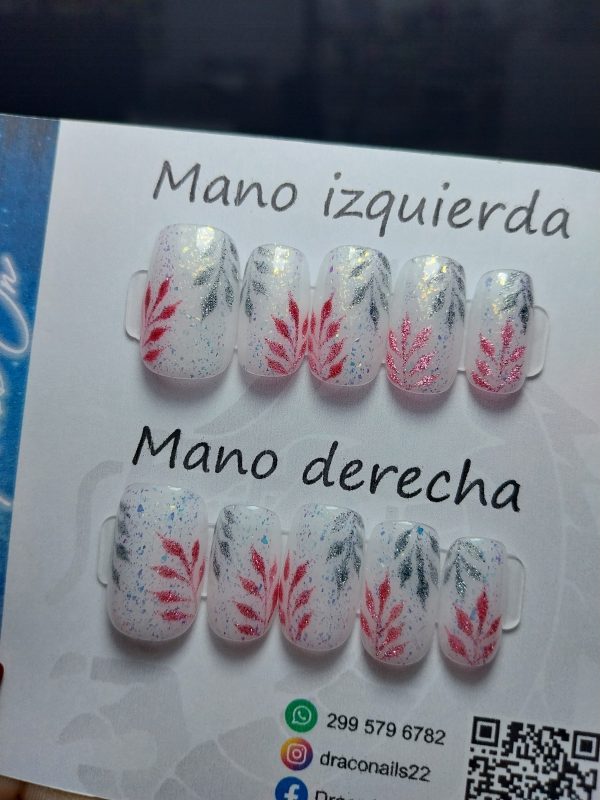 Mano izquierda
Mano derecha
299 579 6782
draconails22